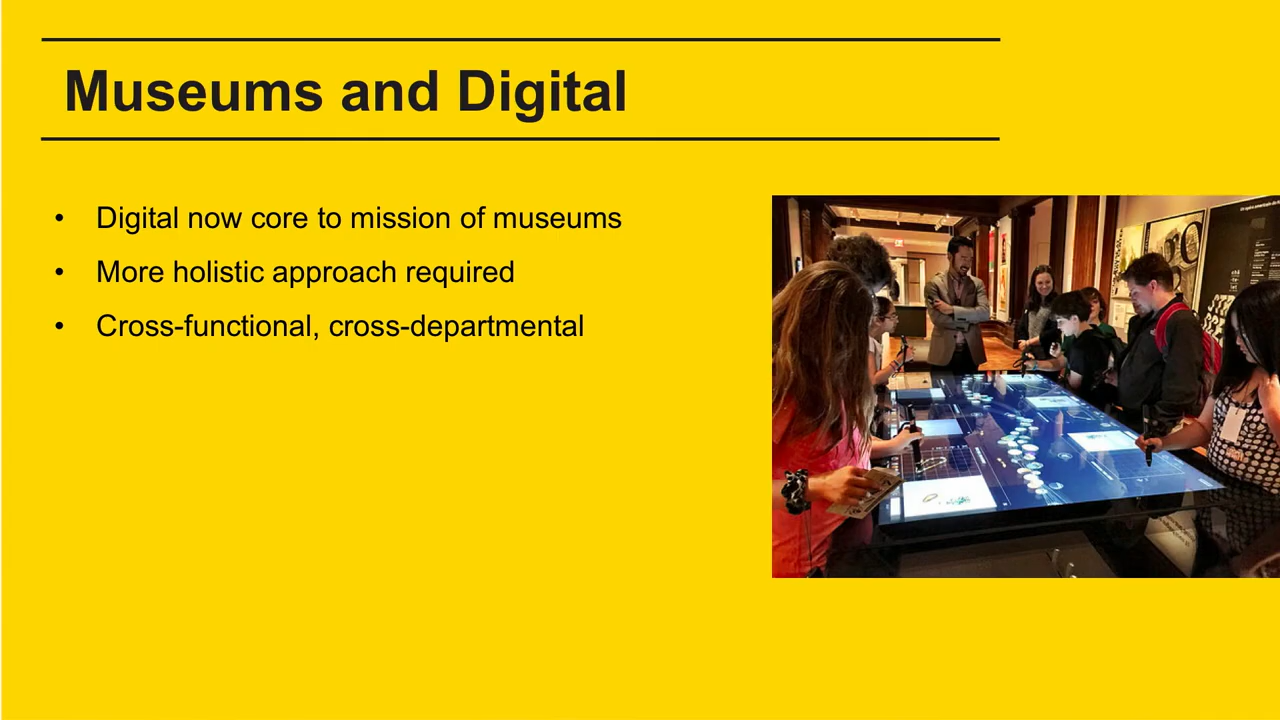 Museums and Digital
• Digital now core to mission of museums
• More holistic approach required
• Cross-functional, cross-departmental